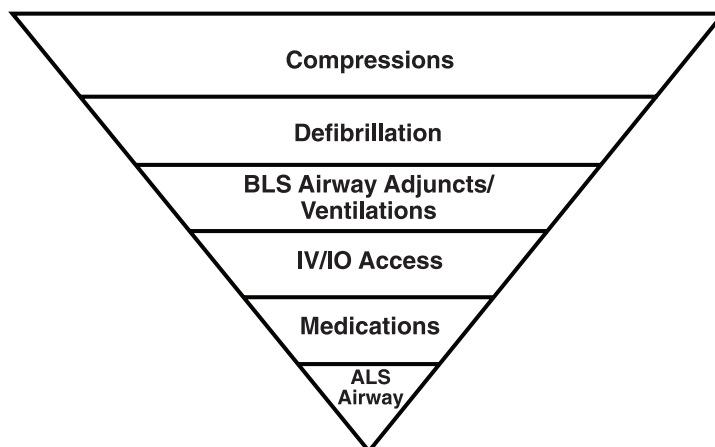 Compressions
Defibrillation
BLS Airway Adjuncts/
Ventilations
IV/IO Access
Medications
ALS
Airway